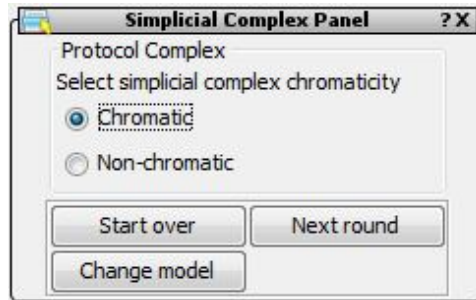 Simplicial Complex Panel ? X
Protocol Complex
Select simplicial complex chromaticity
Chromatic
Non-chromatic
Start over Next round
Change model